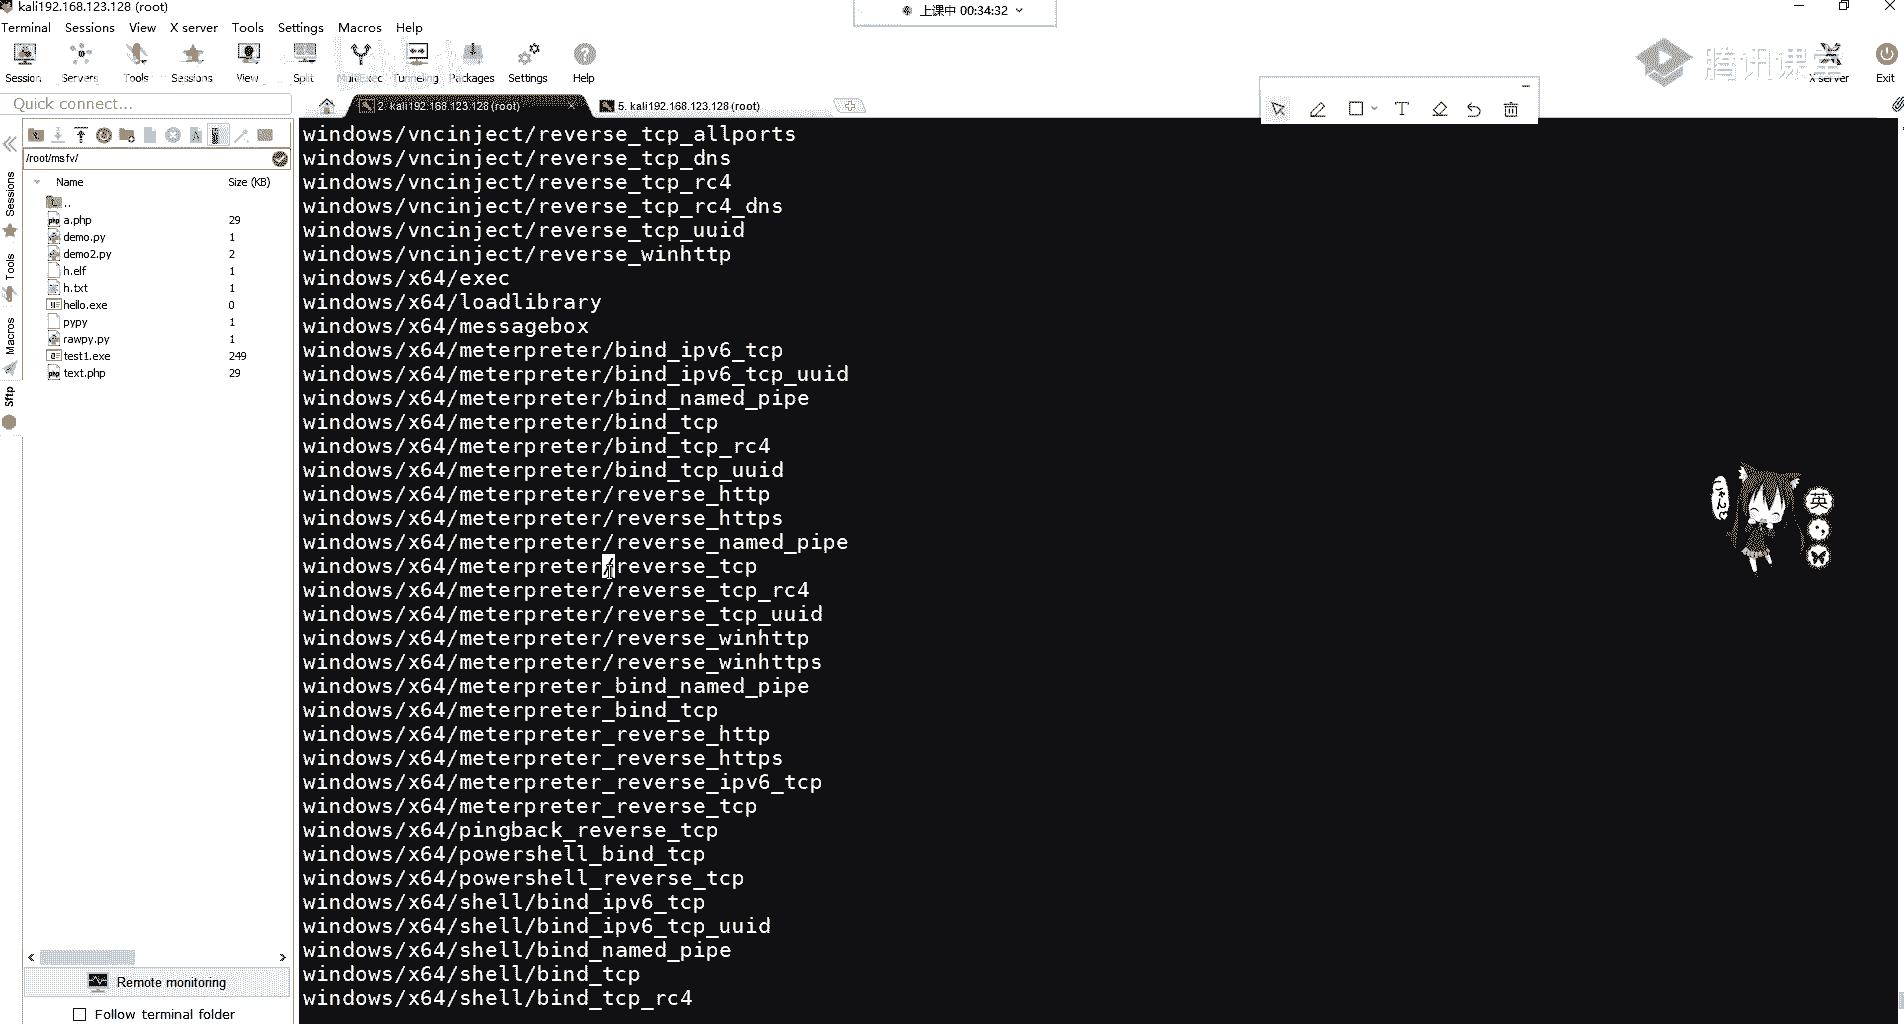 kali192.168.123.128 (root)
上课中 00:34:32
Terminal Sessions View X server Tools Settings Macros Help
Session Servers Tools Sessions View Split MultiExec Tunneling Packages Settings Help
腾讯课堂
X server Exit
Quick connect...
2. kali192.168.123.128 (root)
5. kali192.168.123.128 (root)
/root/msfv/
Name Size (KB)
..
a.php 29
demo.py 1
demo2.py 2
h.elf 1
h.txt 1
hello.exe 0
pypy 1
rawpy.py 1
test1.exe 249
text.php 29
Sessions
Tools
Macros
Sftp
windows/vncinject/reverse_tcp_allports
windows/vncinject/reverse_tcp_dns
windows/vncinject/reverse_tcp_rc4
windows/vncinject/reverse_tcp_rc4_dns
windows/vncinject/reverse_tcp_uuid
windows/vncinject/reverse_winhttp
windows/x64/exec
windows/x64/loadlibrary
windows/x64/messagebox
windows/x64/meterpreter/bind_ipv6_tcp
windows/x64/meterpreter/bind_ipv6_tcp_uuid
windows/x64/meterpreter/bind_named_pipe
windows/x64/meterpreter/bind_tcp
windows/x64/meterpreter/bind_tcp_rc4
windows/x64/meterpreter/bind_tcp_uuid
windows/x64/meterpreter/reverse_http
windows/x64/meterpreter/reverse_https
windows/x64/meterpreter/reverse_named_pipe
windows/x64/meterpreter/reverse_tcp
windows/x64/meterpreter/reverse_tcp_rc4
windows/x64/meterpreter/reverse_tcp_uuid
windows/x64/meterpreter/reverse_winhttp
windows/x64/meterpreter/reverse_winhttps
windows/x64/meterpreter_bind_named_pipe
windows/x64/meterpreter_bind_tcp
windows/x64/meterpreter_reverse_http
windows/x64/meterpreter_reverse_https
windows/x64/meterpreter_reverse_ipv6_tcp
windows/x64/meterpreter_reverse_tcp
windows/x64/pingback_reverse_tcp
windows/x64/powershell_bind_tcp
windows/x64/powershell_reverse_tcp
windows/x64/shell/bind_ipv6_tcp
windows/x64/shell/bind_ipv6_tcp_uuid
windows/x64/shell/bind_named_pipe
windows/x64/shell/bind_tcp
windows/x64/shell/bind_tcp_rc4
英
Remote monitoring
Follow terminal folder